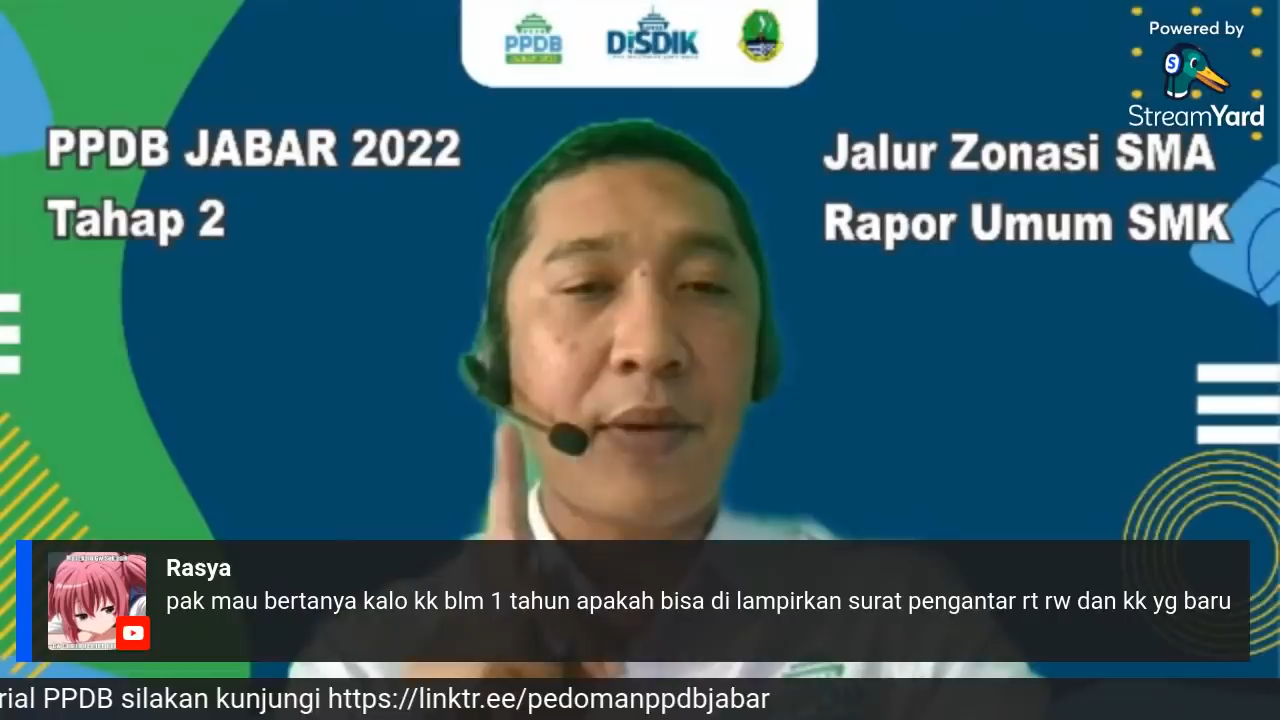 PPDB
DISDIK
Powered by
S
StreamYard
PPDB JABAR 2022
Tahap 2
Jalur Zonasi SMA
Rapor Umum SMK
Rasya
pak mau bertanya kalo kk blm 1 tahun apakah bisa di lampirkan surat pengantar rt rw dan kk yg baru
rial PPDB silakan kunjungi https://linktr.ee/pedomanppdbjabar